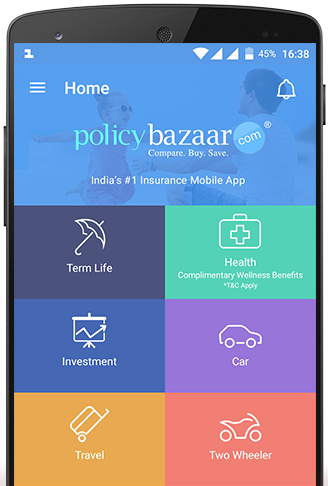 45% 16:38
Home
policybazaar.com®
Compare. Buy. Save.
India's #1 Insurance Mobile App
Term Life
Health
Complimentary Wellness Benefits
*T&C Apply
Investment
Car
Travel
Two Wheeler